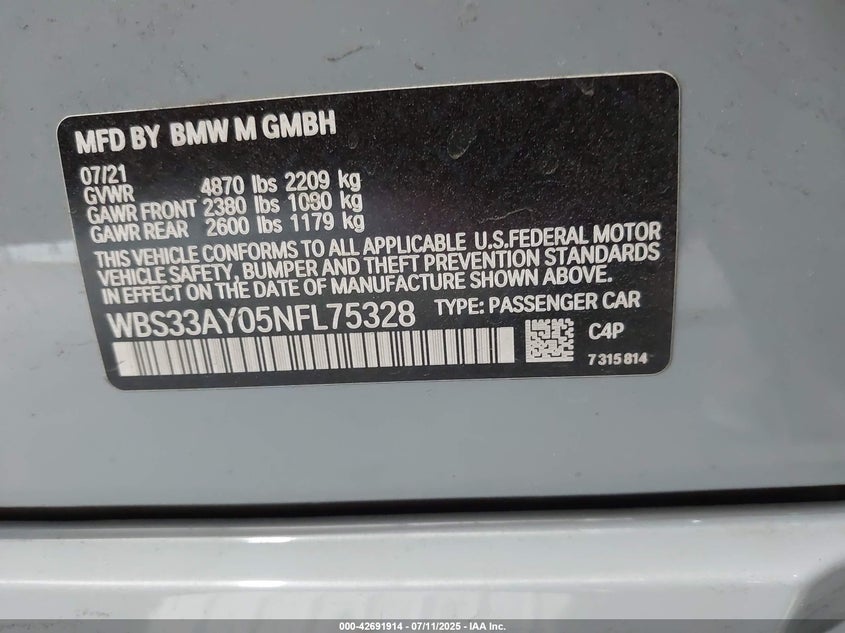 MFD BY BMW M GMBH
07/21
GVWR 4870 lbs 2209 kg
GAWR FRONT 2380 lbs 1080 kg
GAWR REAR 2600 lbs 1179 kg
THIS VEHICLE CONFORMS TO ALL APPLICABLE U.S.FEDERAL MOTOR
VEHICLE SAFETY, BUMPER AND THEFT PREVENTION STANDARDS
IN EFFECT ON THE DATE OF MANUFACTURE SHOWN ABOVE.
WBS33AY05NFL75328 TYPE: PASSENGER CAR
C4P
7315814
000-42691914 - 07/11/2025 - IAA Inc.